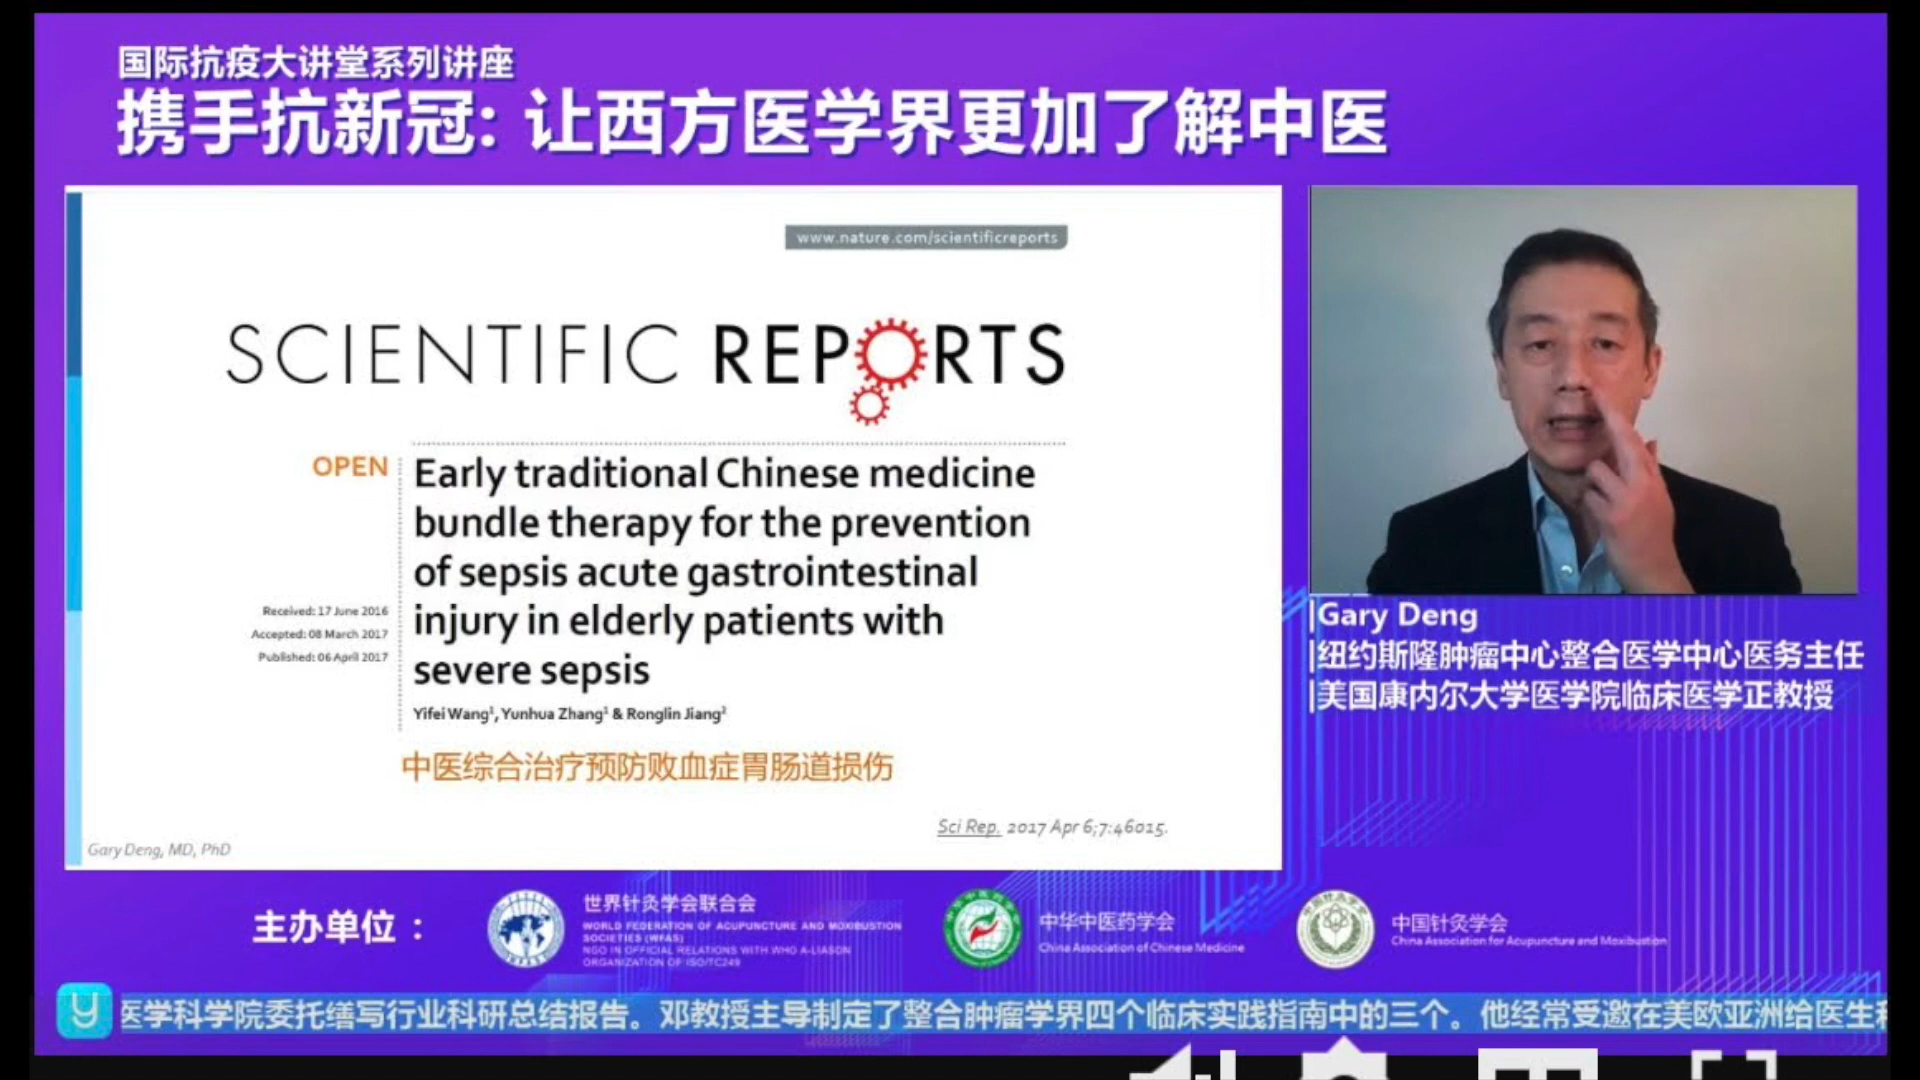 国际抗疫大讲堂系列讲座
携手抗新冠: 让西方医学界更加了解中医
www.nature.com/scientificreports
SCIENTIFIC REPORTS
OPEN
Early traditional Chinese medicine
bundle therapy for the prevention
of sepsis acute gastrointestinal
injury in elderly patients with
severe sepsis
Received: 17 June 2016
Accepted: 08 March 2017
Published: 06 April 2017
Yifei Wang¹, Yunhua Zhang¹ & Ronglin Jiang²
中医综合治疗预防败血症胃肠道损伤
Sci Rep. 2017 Apr 6;7:46015.
Gary Deng, MD, PhD
|Gary Deng
|纽约斯隆肿瘤中心整合医学中心医务主任
|美国康内尔大学医学院临床医学正教授
主办单位：
世界针灸学会联合会
WORLD FEDERATION OF ACUPUNCTURE AND MOXIBUSTION
SOCIETIES (WFAS)
NGO IN OFFICIAL RELATIONS WITH WHO A-LIASON
ORGANIZATION OF ISO/TC249
中华中医药学会
China Association of Chinese Medicine
中国针灸学会
China Association for Acupuncture and Moxibustion
医学科学院委托缮写行业科研总结报告。邓教授主导制定了整合肿瘤学界四个临床实践指南中的三个。他经常受邀在美欧亚洲给医生